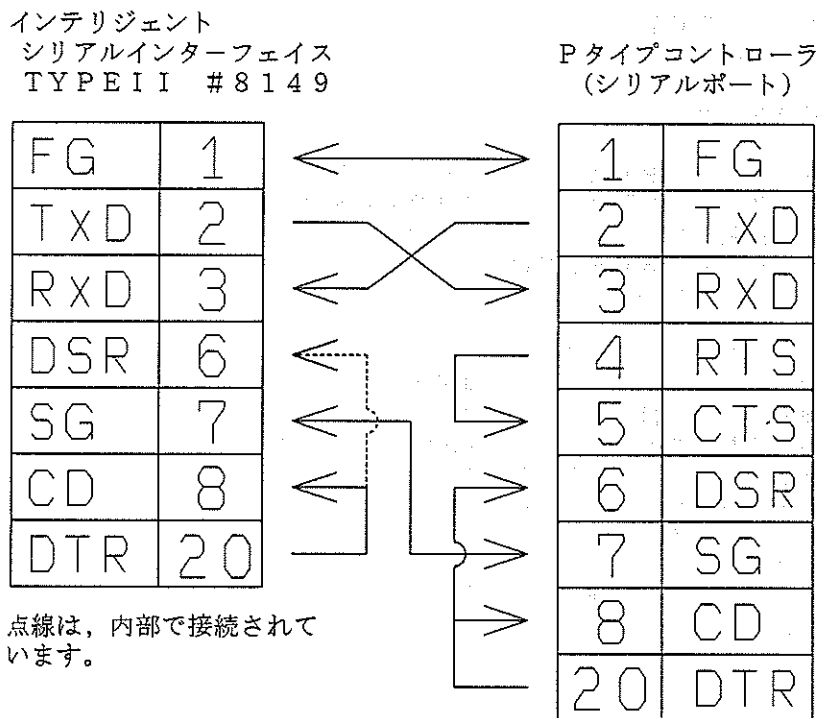 インテリジェント
シリアルインターフェイス
TYPEII #8149
Pタイプコントローラ
(シリアルポート)
FG 1
TxD 2
RxD 3
DSR 6
SG 7
CD 8
DTR 20
1 FG
2 TxD
3 RxD
4 RTS
5 CTS
6 DSR
7 SG
8 CD
20 DTR
点線は，内部で接続されて
います。